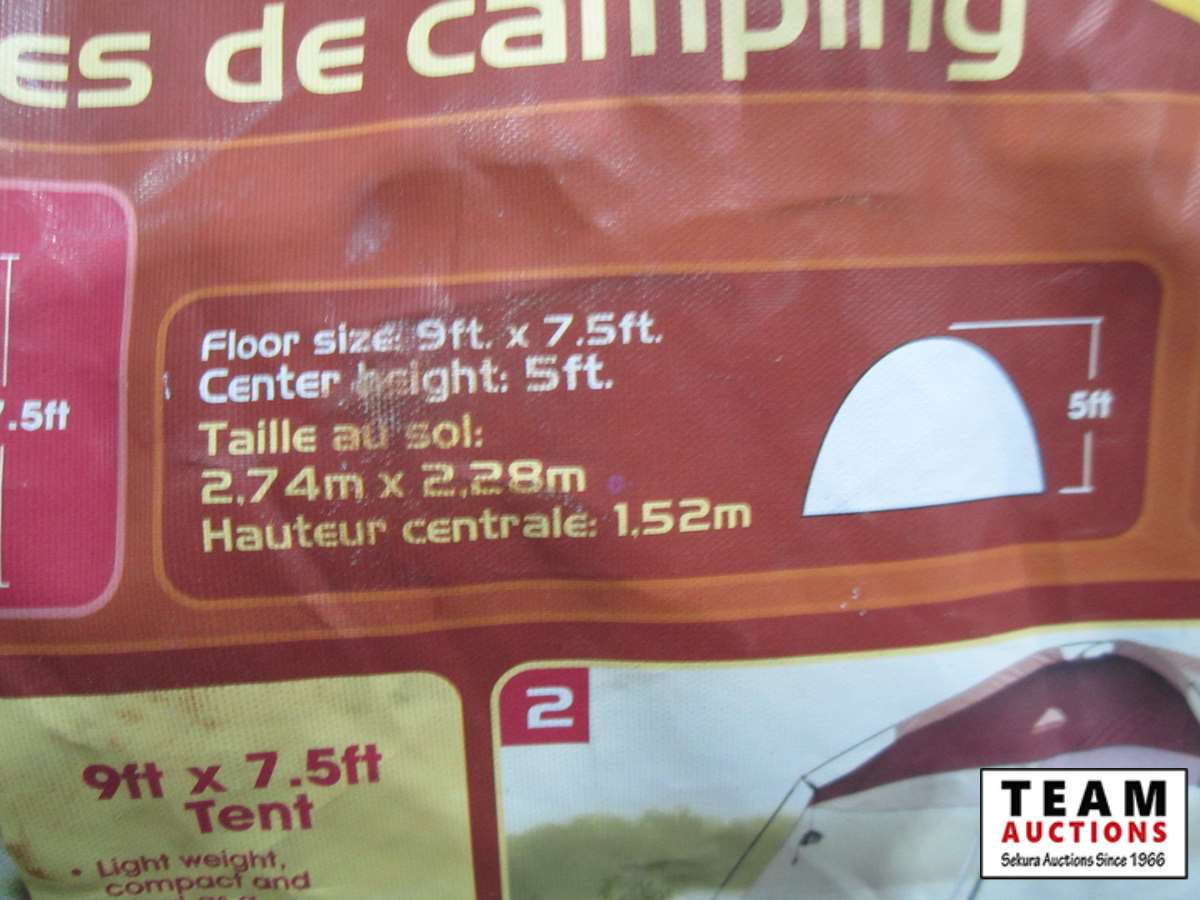 es de camping
7.5ft
Floor size: 9ft. x 7.5ft.
Center height: 5ft.
Taille au sol:
2,74m x 2,28m
Hauteur centrale: 1,52m
5ft
2
9ft x 7.5ft
Tent
• Light weight,
compact and
TEAM
AUCTIONS
Sekura Auctions Since 1966